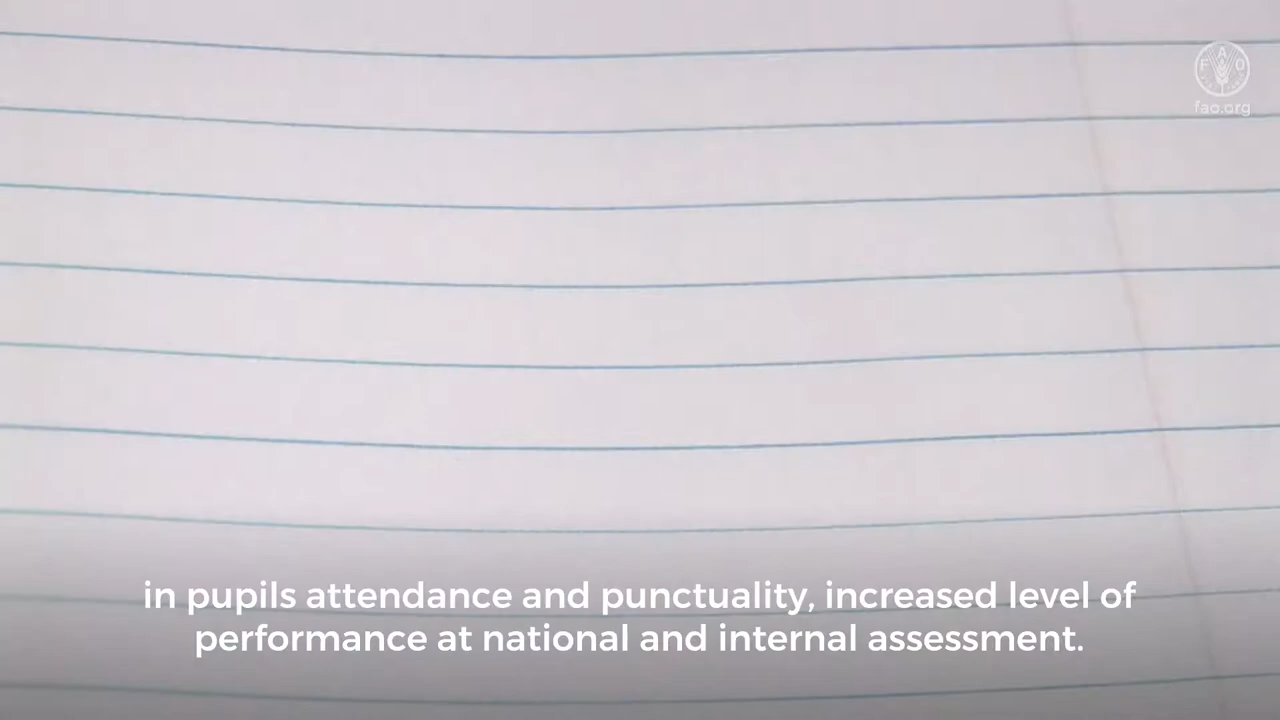 F A O
fao.org
in pupils attendance and punctuality, increased level of
performance at national and internal assessment.